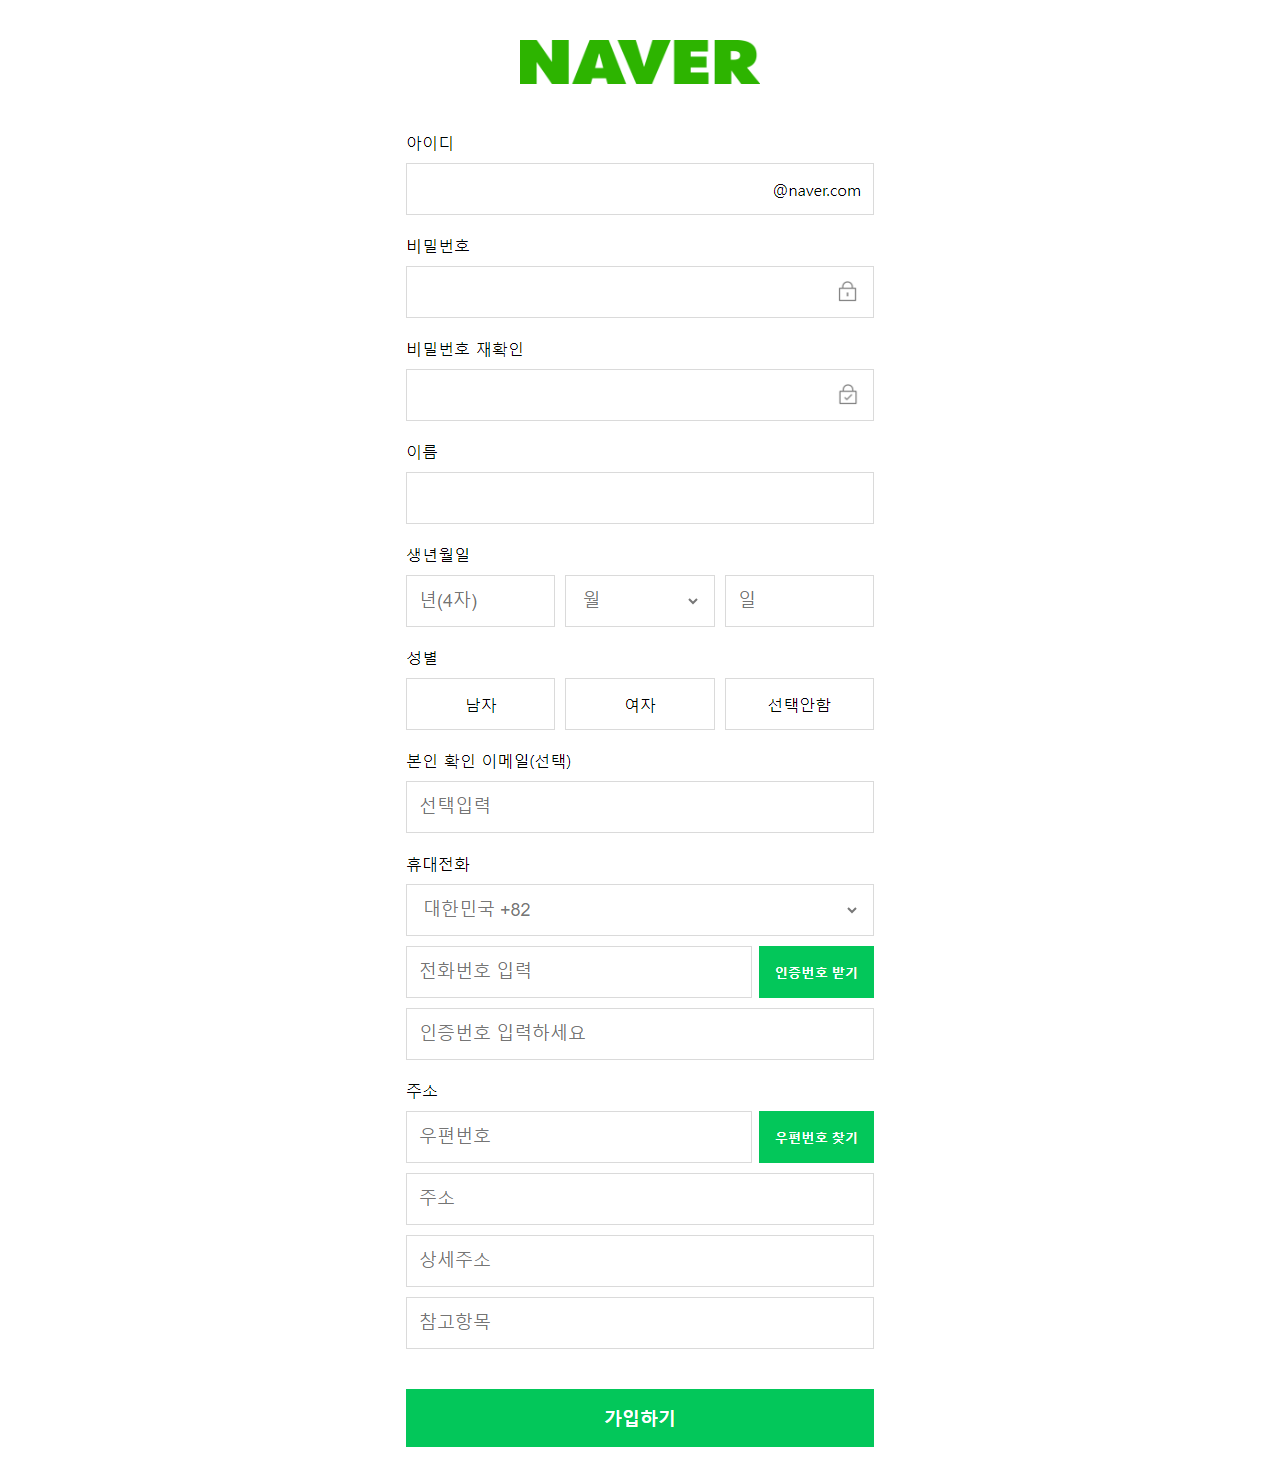 NAVER
아이디
@naver.com
비밀번호
비밀번호 재확인
이름
생년월일
년(4자) 월 일
성별
남자 여자 선택안함
본인 확인 이메일(선택)
선택입력
휴대전화
대한민국 +82
전화번호 입력 인증번호 받기
인증번호 입력하세요
주소
우편번호 우편번호 찾기
주소
상세주소
참고항목
가입하기